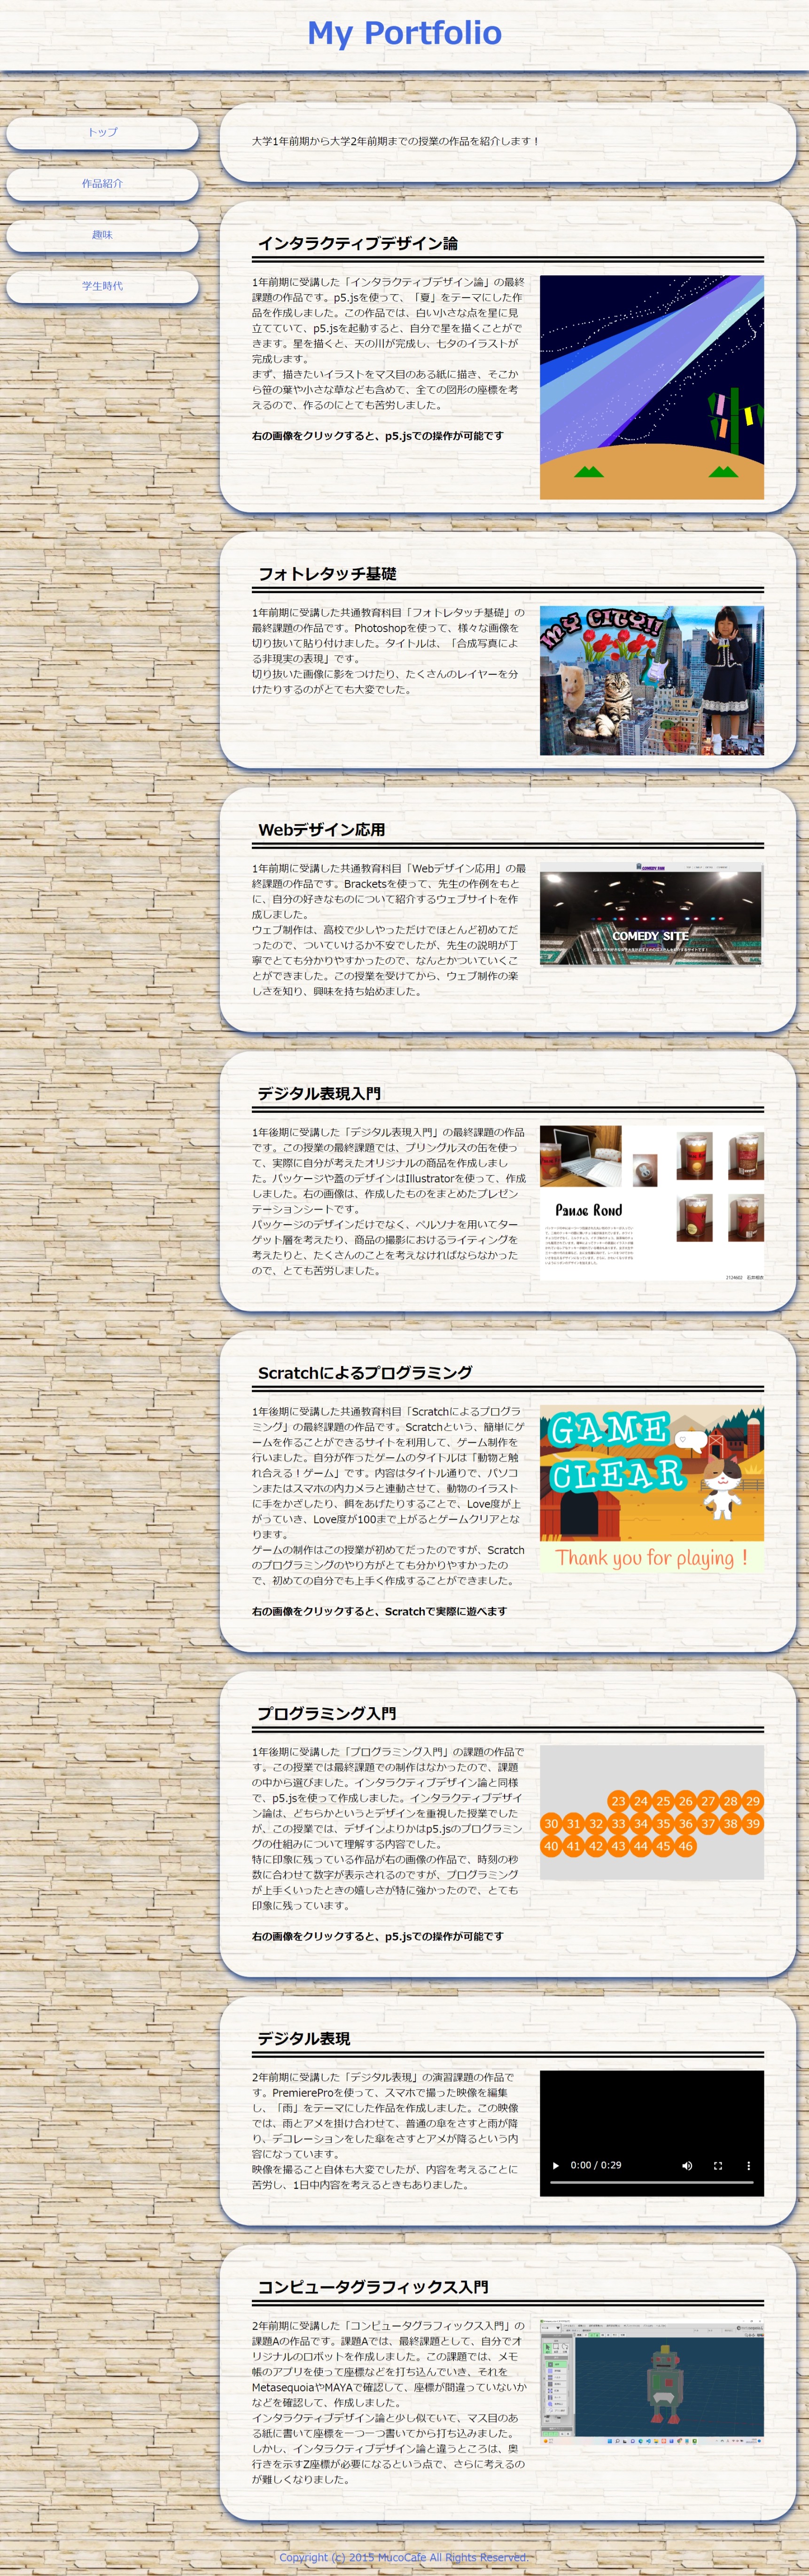 My Portfolio
トップ
作品紹介
趣味
学生時代
大学1年前期から大学2年前期までの授業の作品を紹介します！
インタラクティブデザイン論
1年前期に受講した「インタラクティブデザイン論」の最終
課題の作品です。p5.jsを使って、「夏」をテーマにした作
品を作成しました。この作品では、白い小さな点を星に見
立てていて、p5.jsを起動すると、自分で星を描くことがで
きます。星を描くと、天の川が完成し、七夕のイラストが
完成します。
まず、描きたいイラストをマス目のある紙に描き、そこか
ら笹の葉や小さな草なども含めて、全ての図形の座標を考
えるので、作るのにとても苦労しました。
右の画像をクリックすると、p5.jsでの操作が可能です
フォトレタッチ基礎
1年前期に受講した共通教育科目「フォトレタッチ基礎」の
最終課題の作品です。Photoshopを使って、様々な画像を
切り抜いて貼り付けました。タイトルは、「合成写真によ
る非現実の表現」です。
切り抜いた画像に影をつけたり、たくさんのレイヤーを分
けたりするのがとても大変でした。
MY CITY!!
Webデザイン応用
1年前期に受講した共通教育科目「Webデザイン応用」の最
終課題の作品です。Bracketsを使って、先生の作例をもと
に、自分の好きなものについて紹介するウェブサイトを作
成しました。
ウェブ制作は、高校で少しやっただけでほとんど初めてだ
ったので、ついていけるか不安でしたが、先生の説明が丁
寧でとても分かりやすかったので、なんとかついていくこ
とができました。この授業を受けてから、ウェブ制作の楽
しさを知り、興味を持ち始めました。
COMEDY SITE
COMEDY SITE
デジタル表現入門
1年後期に受講した「デジタル表現入門」の最終課題の作品
です。この授業の最終課題では、プリングルスの缶を使っ
て、実際に自分が考えたオリジナルの商品を作成しまし
た。パッケージや蓋のデザインはIllustratorを使って、作成
しました。右の画像は、作成したものをまとめたプレゼン
テーションシートです。
パッケージのデザインだけでなく、ペルソナを用いてター
ゲット層を考えたり、商品の撮影におけるライティングを
考えたりと、たくさんのことを考えなければならなかった
ので、とても苦労しました。
Pause Rond
Scratchによるプログラミング
1年後期に受講した共通教育科目「Scratchによるプログラ
ミング」の最終課題の作品です。Scratchという、簡単にゲ
ームを作ることができるサイトを利用して、ゲーム制作を
行いました。自分が作ったゲームのタイトルは「動物と触
れ合える！ゲーム」です。内容はタイトル通りで、パソコ
ンまたはスマホの内カメラと連動させて、動物のイラスト
に手をかざしたり、餌をあげたりすることで、Love度が上
がっていき、Love度が100まで上がるとゲームクリアとな
ります。
ゲームの制作はこの授業が初めてだったのですが、Scratch
のプログラミングのやり方がとても分かりやすかったの
で、初めての自分でも上手く作成することができました。
右の画像をクリックすると、Scratchで実際に遊べます
GAME
CLEAR
Thank you for playing！
プログラミング入門
1年後期に受講した「プログラミング入門」の課題の作品で
す。この授業では最終課題での制作はなかったので、課題
の中から選びました。インタラクティブデザイン論と同様
で、p5.jsを使って作成しました。インタラクティブデザイ
ン論は、どちらかというとデザインを重視した授業でした
が、この授業では、デザインよりかはp5.jsのプログラミン
グの仕組みについて理解する内容でした。
特に印象に残っている作品が右の画像の作品で、時刻の秒
数に合わせて数字が表示されるのですが、プログラミング
が上手くいったときの嬉しさが特に強かったので、とても
印象に残っています。
右の画像をクリックすると、p5.jsでの操作が可能です
23 24 25 26 27 28 29
30 31 32 33 34 35 36 37 38 39
40 41 42 43 44 45 46
デジタル表現
2年前期に受講した「デジタル表現」の演習課題の作品で
す。PremiereProを使って、スマホで撮った映像を編集
し、「雨」をテーマにした作品を作成しました。この映像
では、雨とアメを掛け合わせて、普通の傘をさすと雨が降
り、デコレーションをした傘をさすとアメが降るという内
容になっています。
映像を撮ること自体も大変でしたが、内容を考えることに
苦労し、1日中内容を考えるときもありました。
0:00 / 0:29
コンピュータグラフィックス入門
2年前期に受講した「コンピュータグラフィックス入門」の
課題Aの作品です。課題Aでは、最終課題として、自分でオ
リジナルのロボットを作成しました。この課題では、メモ
帳のアプリを使って座標などを打ち込んでいき、それを
MetasequoiaやMAYAで確認して、座標が間違っていないか
などを確認して、作成しました。
インタラクティブデザイン論と少し似ていて、マス目のあ
る紙に書いて座標を一つ一つ書いてから打ち込みました。
しかし、インタラクティブデザイン論と違うところは、奥
行きを示すZ座標が必要になるという点で、さらに考えるの
が難しくなりました。
Copyright (c) 2015 MucoCafe All Rights Reserved.